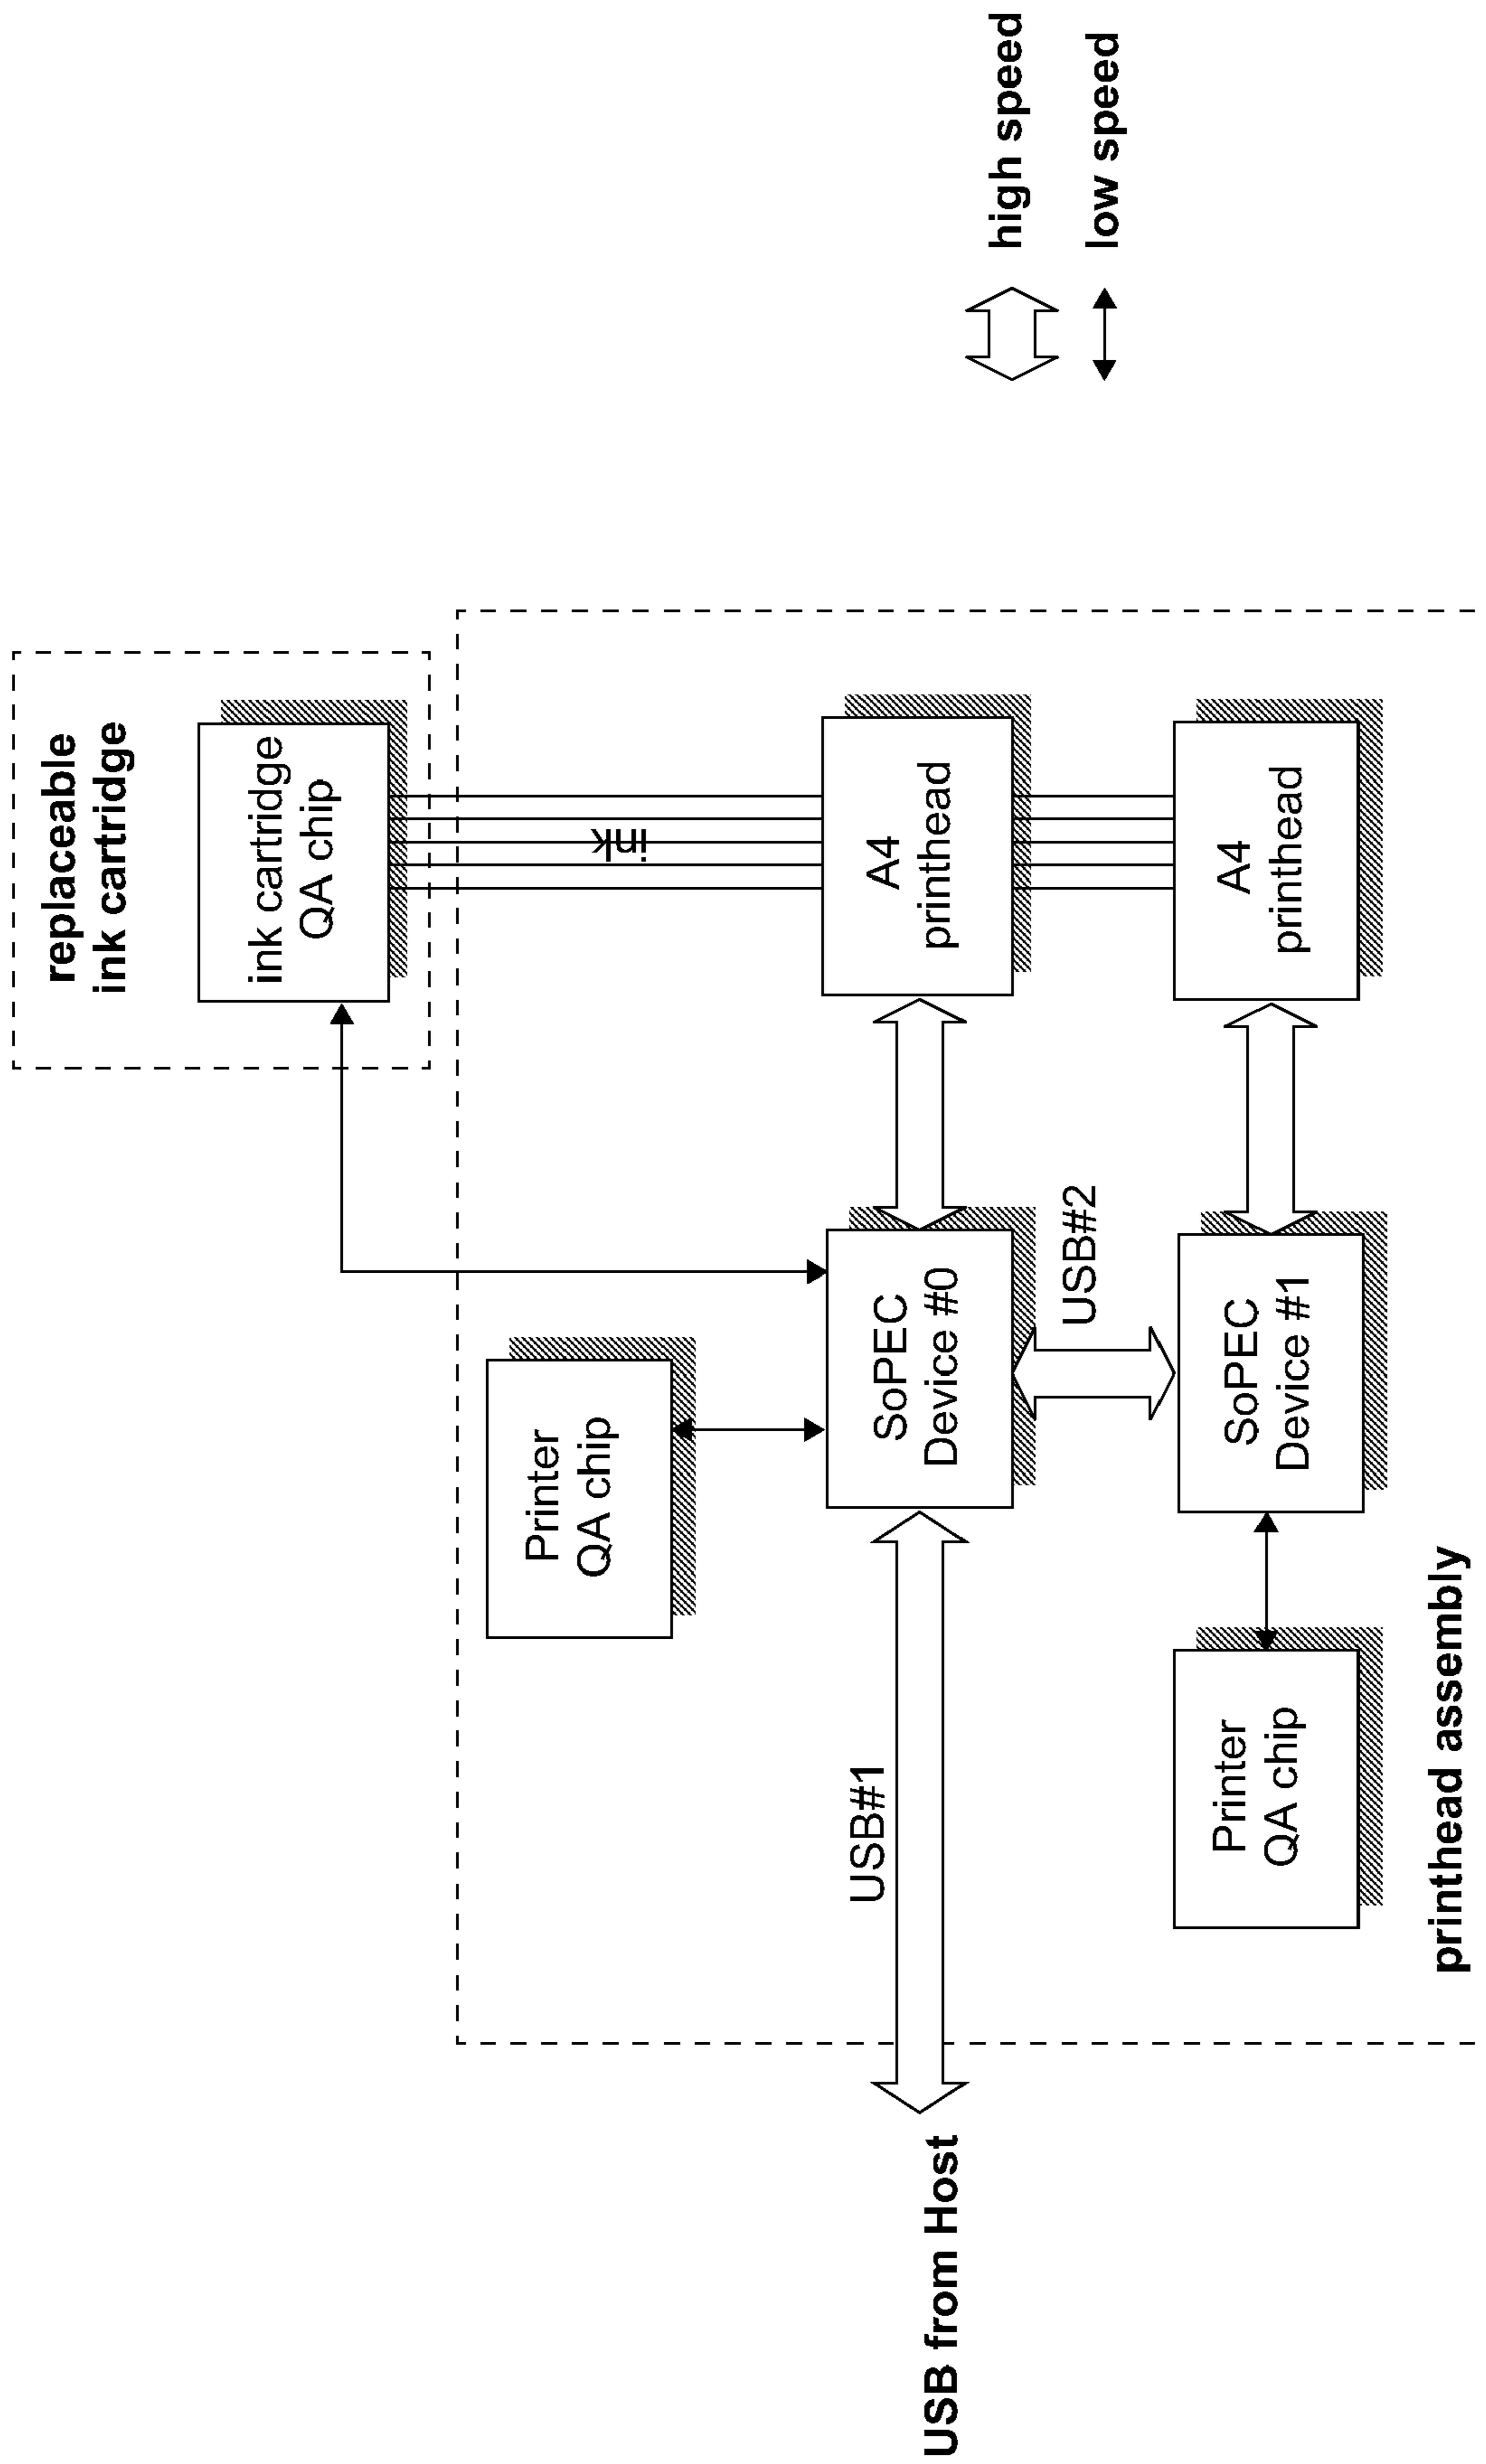 replaceable
ink cartridge
ink cartridge
QA chip
ink
Printer
QA chip
USB from Host
USB#1
SoPEC
Device #0
A4
printhead
USB#2
Printer
QA chip
SoPEC
Device #1
A4
printhead
printhead assembly
high speed
low speed